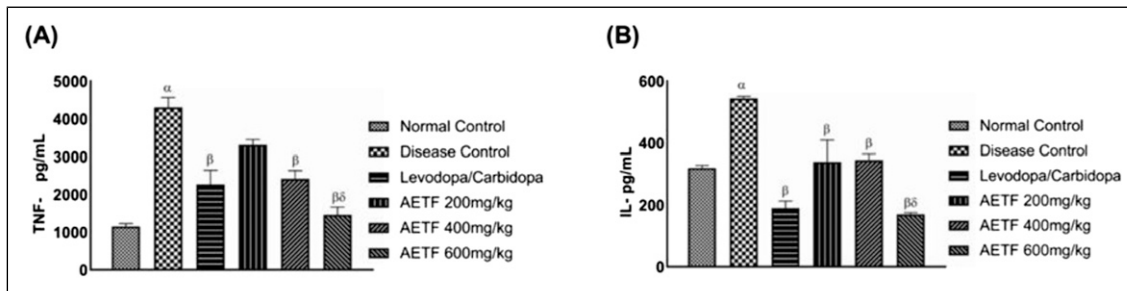 (A)
TNF- pg/mL
5000
4000
3000
2000
1000
0
α
β
β
βδ
Normal Control
Disease Control
Levodopa/Carbidopa
AETF 200mg/kg
AETF 400mg/kg
AETF 600mg/kg
(B)
IL- pg/mL
600
400
200
0
α
β
β
β
βδ
Normal Control
Disease Control
Levodopa/Carbidopa
AETF 200mg/kg
AETF 400mg/kg
AETF 600mg/kg